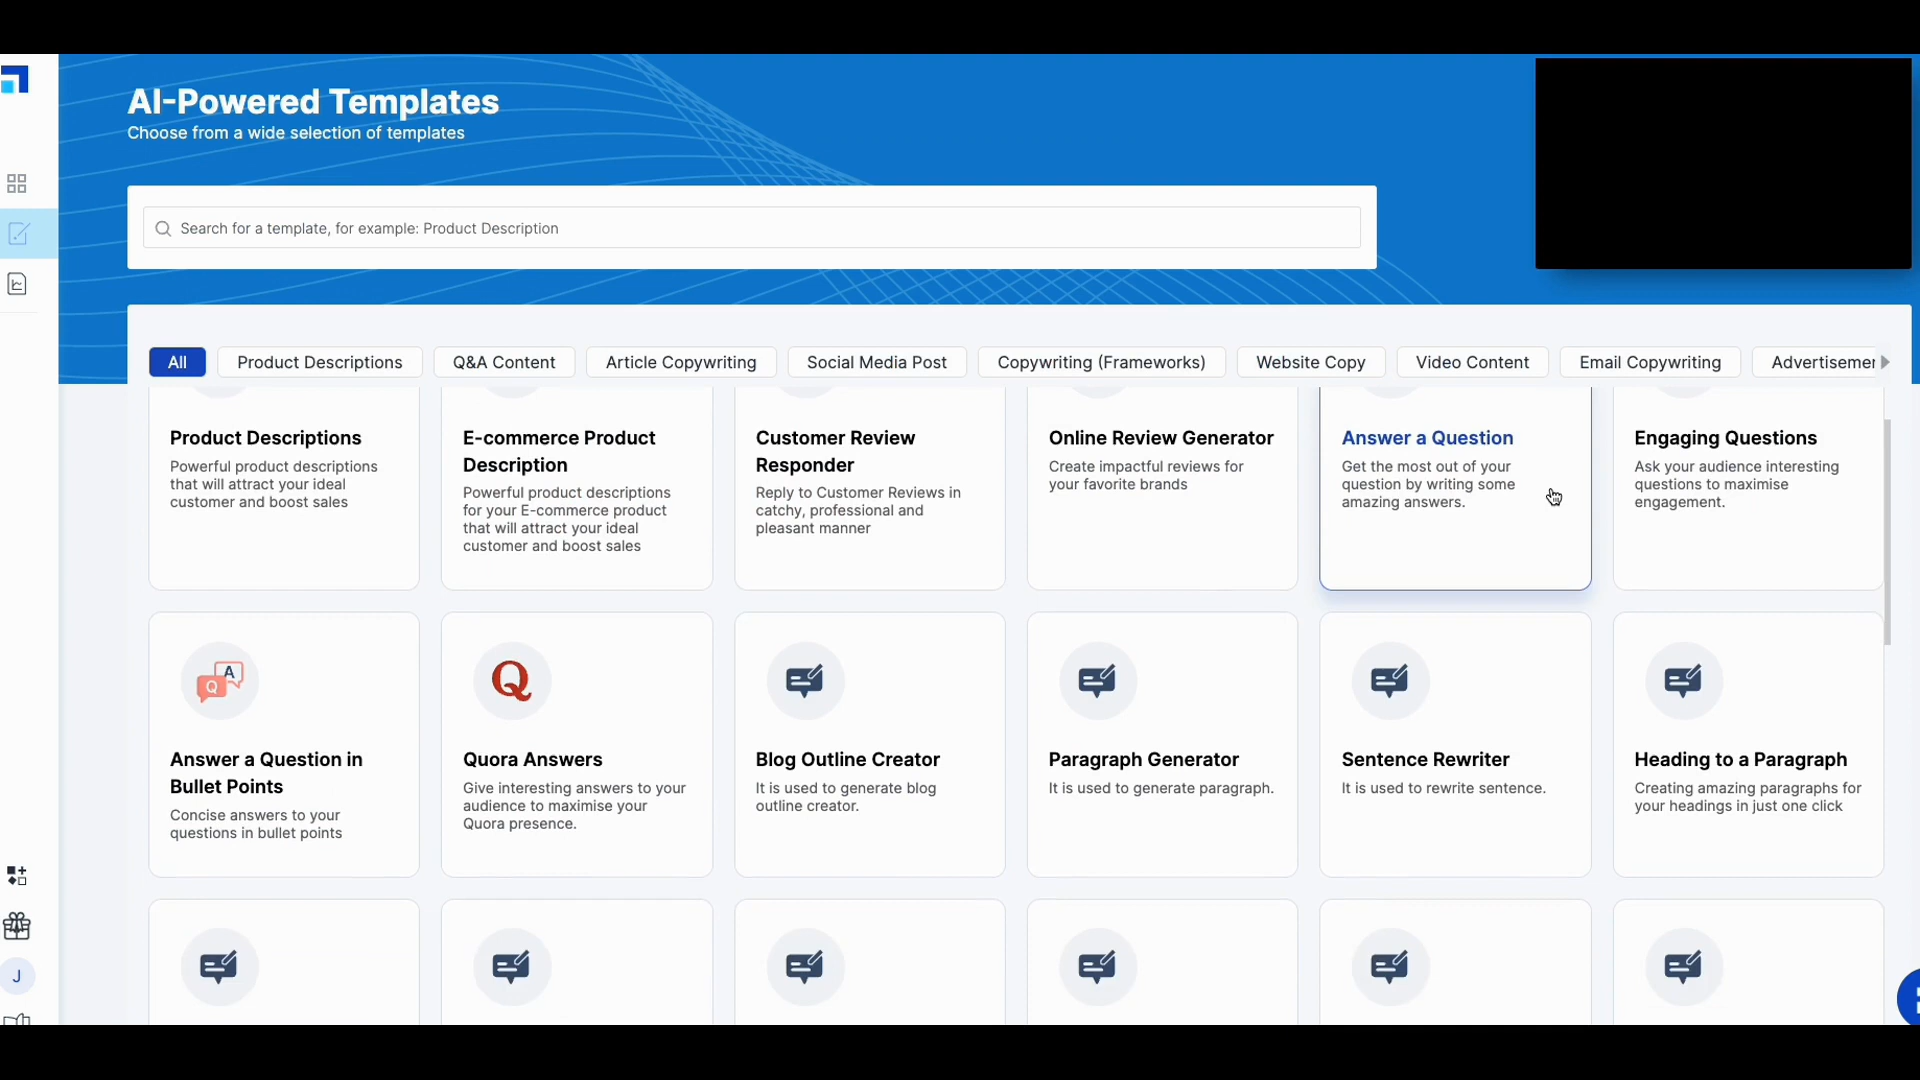 AI-Powered Templates
Choose from a wide selection of templates
Search for a template, for example: Product Description
All
Product Descriptions
Q&A Content
Article Copywriting
Social Media Post
Copywriting (Frameworks)
Website Copy
Video Content
Email Copywriting
Product Descriptions
Powerful product descriptions
that will attract your ideal
customer and boost sales
E-commerce Product
Description
Powerful product descriptions
for your E-commerce product
that will attract your ideal
customer and boost sales
Customer Review
Responder
Reply to Customer Reviews in
catchy, professional and
pleasant manner
Online Review Generator
Create impactful reviews for
your favorite brands
Answer a Question
Get the most out of your
question by writing some
amazing answers.
Engaging Questions
Ask your audience interesting
questions to maximise
engagement.
A
Q
Answer a Question in
Bullet Points
Concise answers to your
questions in bullet points
Q
Quora Answers
Give interesting answers to your
audience to maximise your
Quora presence.
Blog Outline Creator
It is used to generate blog
outline creator.
Paragraph Generator
It is used to generate paragraph.
Sentence Rewriter
It is used to rewrite sentence.
Heading to a Paragraph
Creating amazing paragraphs for
your headings in just one click
J